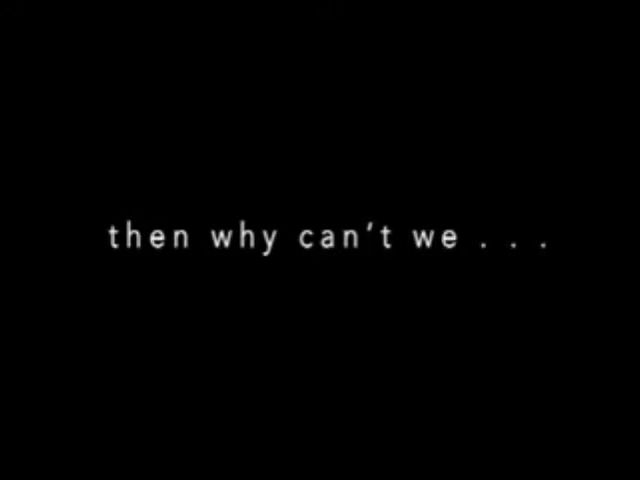 then why can't we . . .